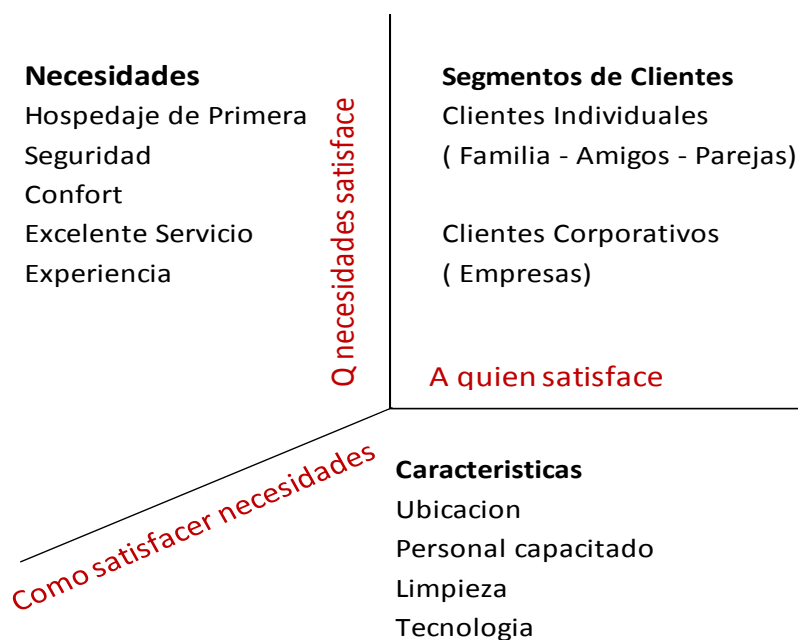 Necesidades
Hospedaje de Primera
Seguridad
Confort
Excelente Servicio
Experiencia
Q necesidades satisface
Segmentos de Clientes
Clientes Individuales
( Familia - Amigos - Parejas)
Clientes Corporativos
( Empresas)
A quien satisface
Como satisfacer necesidades
Caracteristicas
Ubicacion
Personal capacitado
Limpieza
Tecnologia